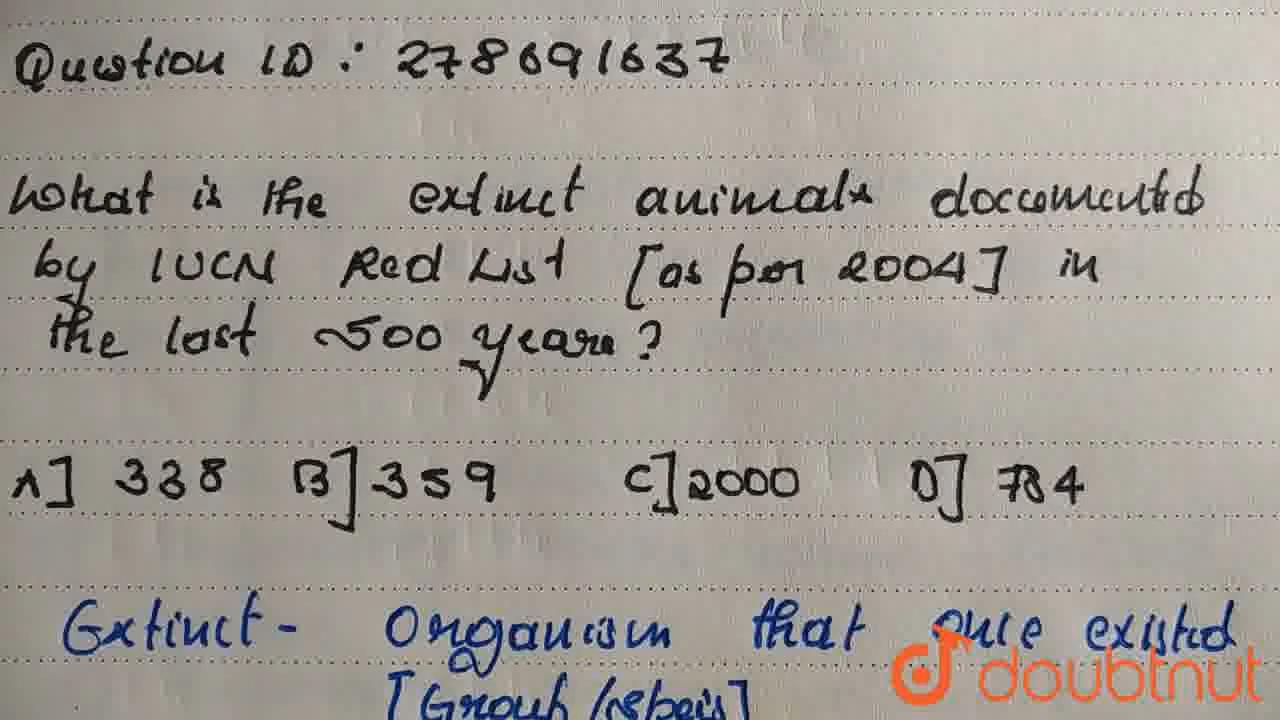 Question ID : 278691637
What is the extinct animals documented
by IUCN Red List [as per 2004] in
the last 500 years?
A] 338 B] 359 C] 2000 D] 784
Extinct - Organism that once existed
[Group /
doubtnut